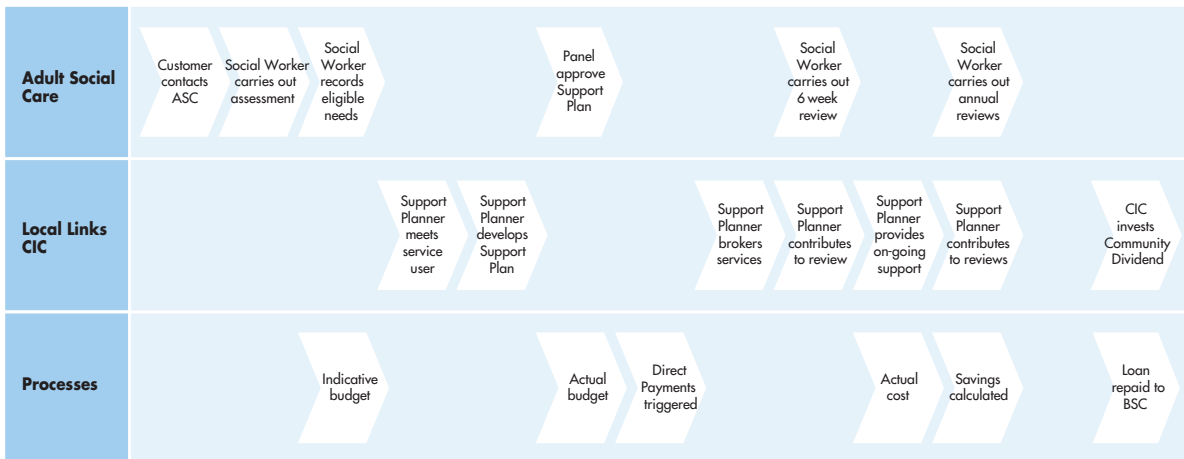 Adult Social
Care
Customer
contacts
ASC
Social Worker
carries out
assessment
Social
Worker
records
eligible
needs
Panel
approve
Support
Plan
Social
Worker
carries out
6 week
review
Social
Worker
carries out
annual
reviews
Local Links
CIC
Support
Planner
meets
service
user
Support
Planner
develops
Support
Plan
Support
Planner
brokers
services
Support
Planner
contributes
to review
Support
Planner
provides
on-going
support
Support
Planner
contributes
to reviews
CIC
invests
Community
Dividend
Processes
Indicative
budget
Actual
budget
Direct
Payments
triggered
Actual
cost
Savings
calculated
Loan
repaid to
BSC